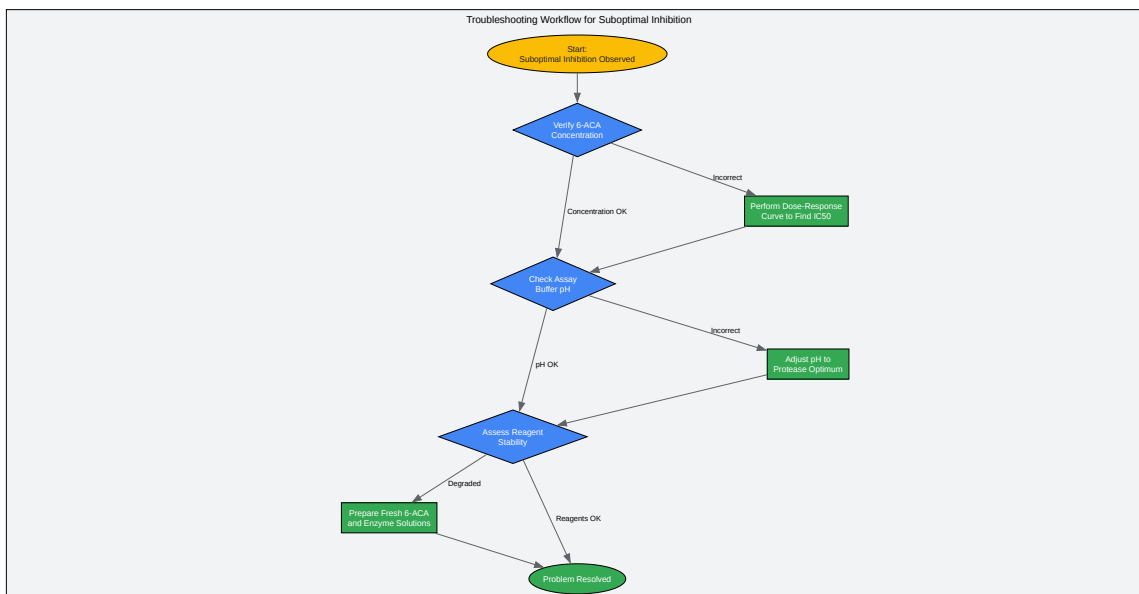 Troubleshooting Workflow for Suboptimal Inhibition
Start:
Suboptimal Inhibition Observed
Verify 6-ACA
Concentration
Incorrect
Perform Dose-Response
Curve to Find IC50
Concentration OK
Check Assay
Buffer pH
Incorrect
Adjust pH to
Protease Optimum
pH OK
Assess Reagent
Stability
Degraded
Prepare Fresh 6-ACA
and Enzyme Solutions
Reagents OK
Problem Resolved